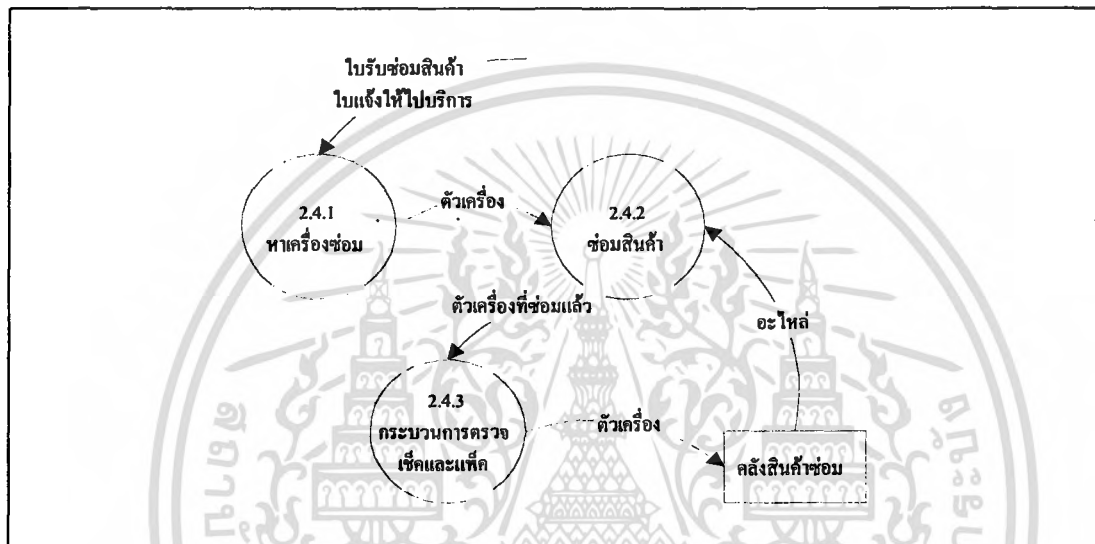 ใบรับซ่อมสินค้า
ใบแจ้งให้ไปบริการ
2.4.1
หาเครื่องซ่อม
ตัวเครื่อง
2.4.2
ซ่อมสินค้า
ตัวเครื่องที่ซ่อมแล้ว
อะไหล่
2.4.3
กระบวนการตรวจ
เช็คและแพ็ค
ตัวเครื่อง
คลังสินค้าซ่อม